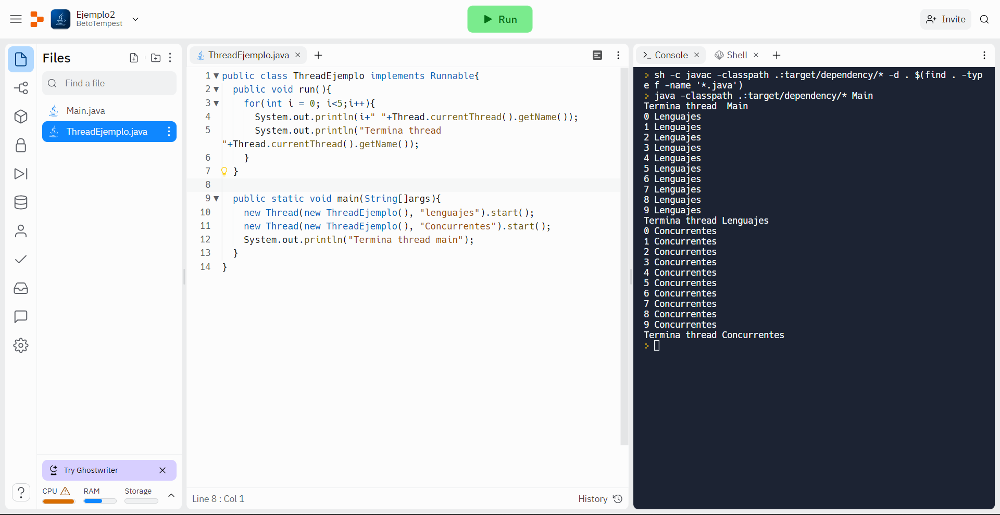 Ejemplo2
BetoTempest
Run
Invite
Files
Find a file
Main.java
ThreadEjemplo.java
Try Ghostwriter
CPU RAM Storage
?
ThreadEjemplo.java
1 public class ThreadEjemplo implements Runnable{
2 public void run(){
3 for(int i = 0; i<5;i++){
4 System.out.println(i+" "+Thread.currentThread().getName());
5 System.out.println("Termina thread
"+Thread.currentThread().getName());
6 }
7 }
8
9 public static void main(String[]args){
10 new Thread(new ThreadEjemplo(), "lenguajes").start();
11 new Thread(new ThreadEjemplo(), "Concurrentes").start();
12 System.out.println("Termina thread main");
13 }
14 }
Line 8 : Col 1
History
Console Shell
sh -c javac -classpath .:target/dependency/* -d . $(find . -typ
e f -name '*.java')
java -classpath .:target/dependency/* Main
Termina thread  Main
0 Lenguajes
1 Lenguajes
2 Lenguajes
3 Lenguajes
4 Lenguajes
5 Lenguajes
6 Lenguajes
7 Lenguajes
8 Lenguajes
9 Lenguajes
Termina thread Lenguajes
0 Concurrentes
1 Concurrentes
2 Concurrentes
3 Concurrentes
4 Concurrentes
5 Concurrentes
6 Concurrentes
7 Concurrentes
8 Concurrentes
9 Concurrentes
Termina thread Concurrentes